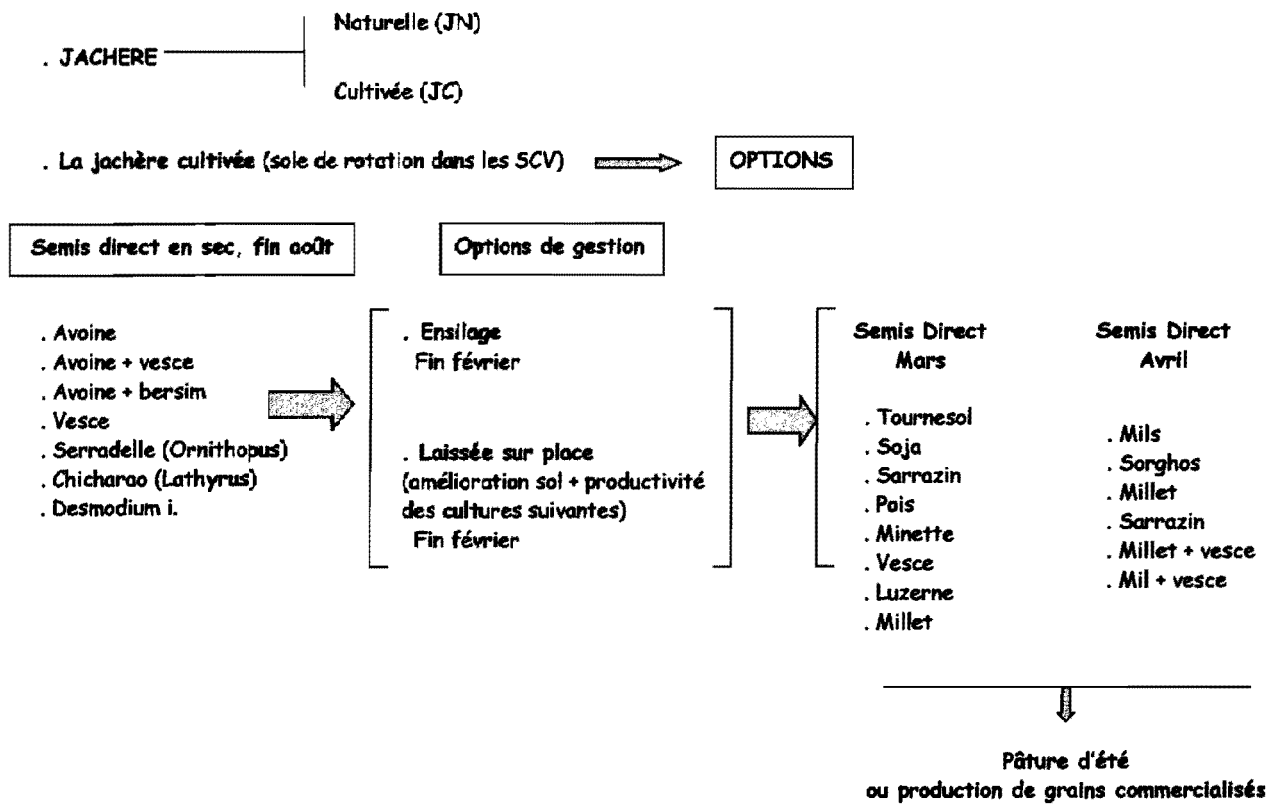 Naturelle (JN)
. JACHERE
Cultivée (JC)
. La jachère cultivée (sole de rotation dans les SCV)
OPTIONS
Semis direct en sec, fin août
Options de gestion
. Avoine
. Avoine + vesce
. Avoine + bersim
. Vesce
. Serradelle (Ornithopus)
. Chicharao (Lathyrus)
. Desmodium i.
. Ensilage
Fin février
. Laissée sur place
(amélioration sol + productivité
des cultures suivantes)
Fin février
Semis Direct
Mars
. Tournesol
. Soja
. Sarrazin
. Pois
. Minette
. Vesce
. Luzerne
. Millet
Semis Direct
Avril
. Mils
. Sorghos
. Millet
. Sarrazin
. Millet + vesce
. Mil + vesce
Pâture d'été
ou production de grains commercialisés